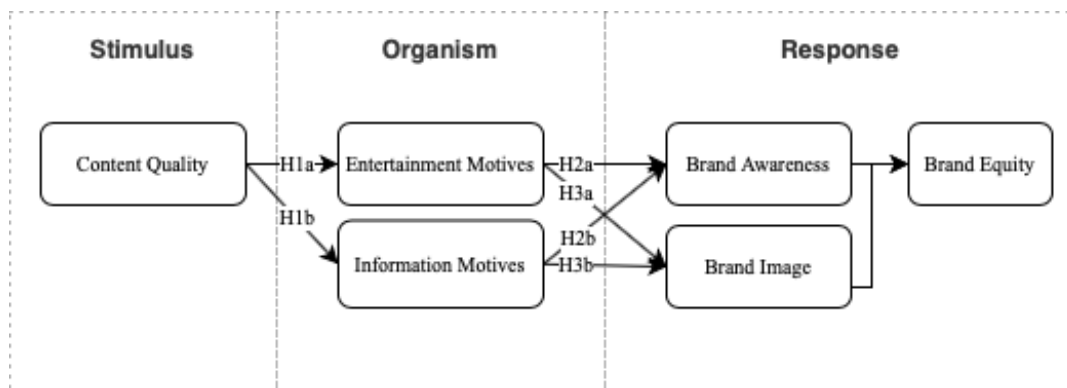 Stimulus
Organism
Response
Content Quality
H1a
Entertainment Motives
H2a
Brand Awareness
Brand Equity
H3a
H1b
H2b
Information Motives
H3b
Brand Image